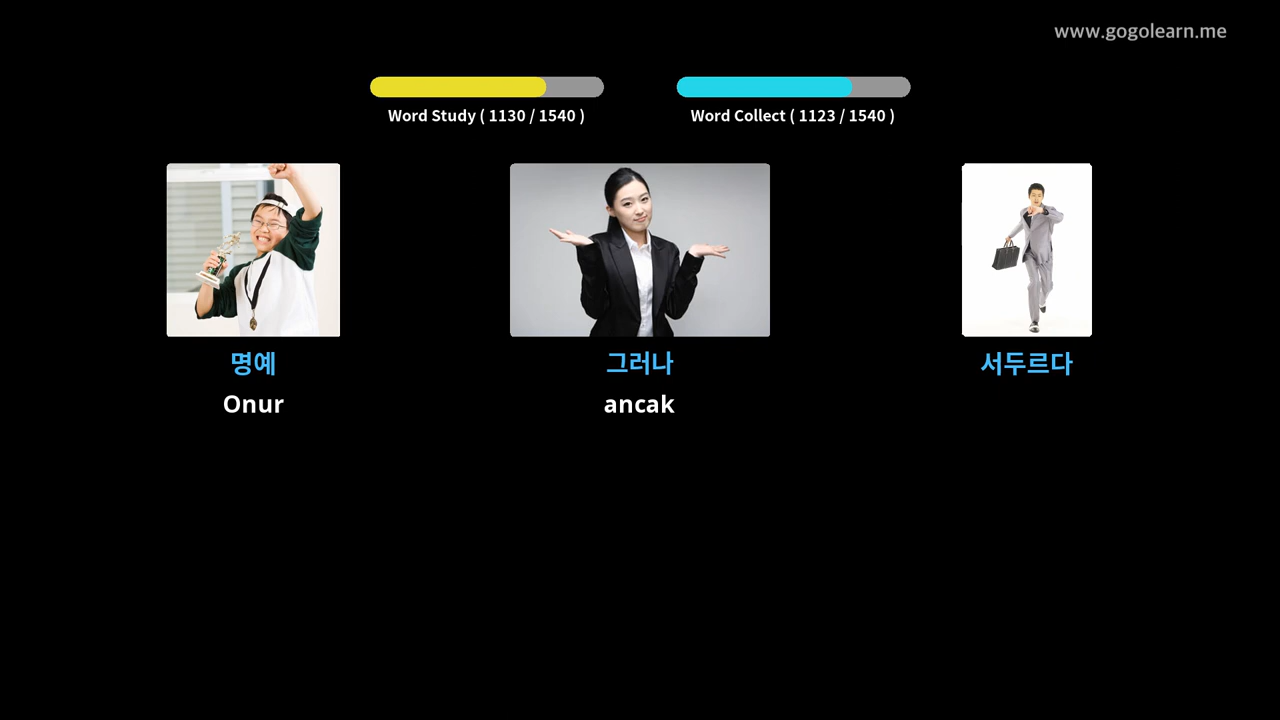 www.gogolearn.me
Word Study ( 1130 / 1540 )
Word Collect ( 1123 / 1540 )
명예
그러나
서두르다
Onur
ancak